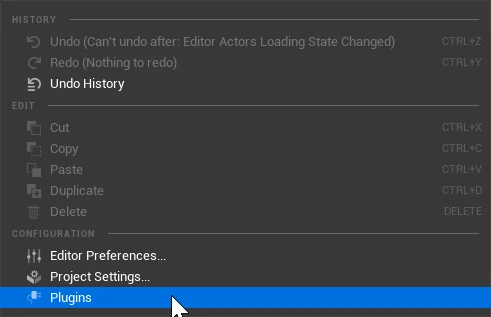 HISTORY
Undo (Can't undo after: Editor Actors Loading State Changed) CTRL+Z
Redo (Nothing to redo) CTRL+Y
Undo History
EDIT
Cut CTRL+X
Copy CTRL+C
Paste CTRL+V
Duplicate CTRL+D
Delete DELETE
CONFIGURATION
Editor Preferences...
Project Settings...
Plugins